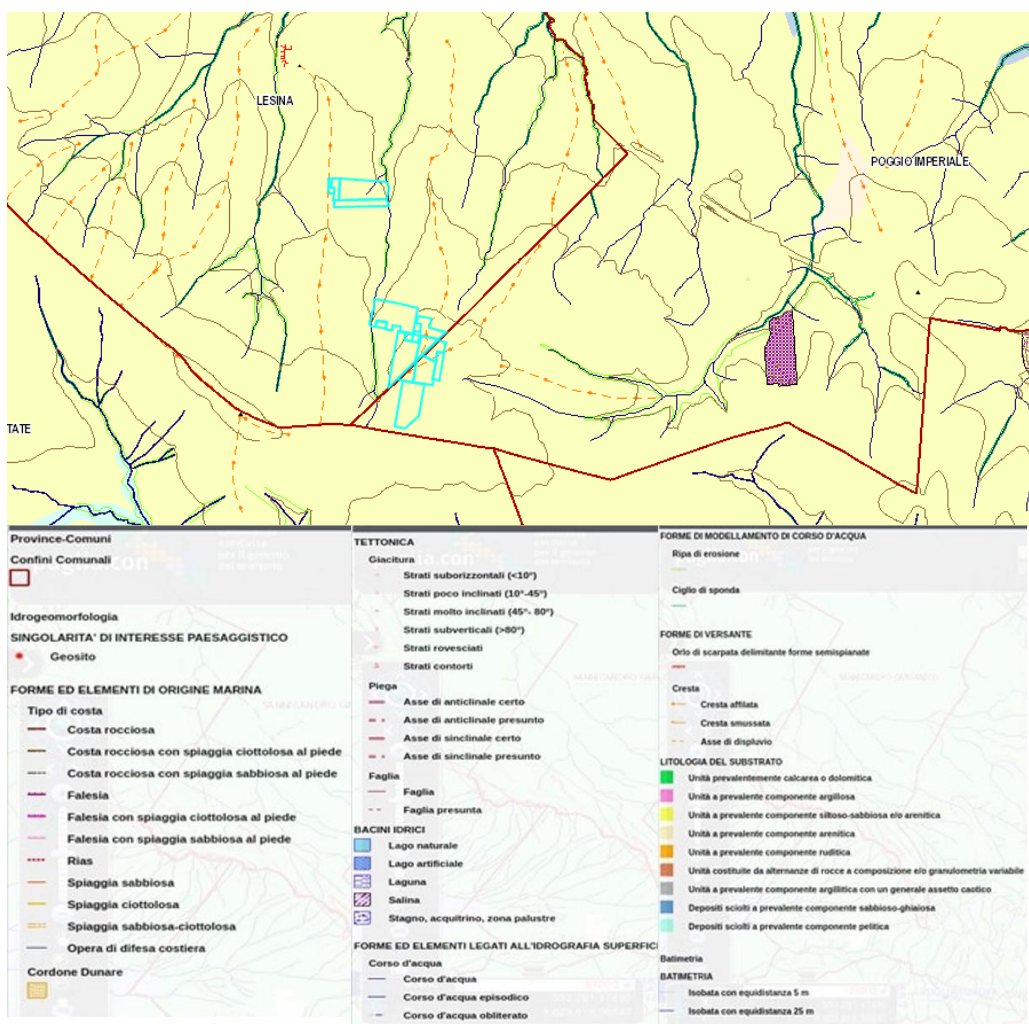 LESINA
POGGIO IMPERIALE
TATE
Province-Comuni
Confini Comunali
Idrogeomorfologia
SINGOLARITA' DI INTERESSE PAESAGGISTICO
Geosito
FORME ED ELEMENTI DI ORIGINE MARINA
Tipo di costa
Costa rocciosa
Costa rocciosa con spiaggia ciottolosa al piede
Costa rocciosa con spiaggia sabbiosa al piede
Falesia
Falesia con spiaggia ciottolosa al piede
Falesia con spiaggia sabbiosa al piede
Rias
Spiaggia sabbiosa
Spiaggia ciottolosa
Spiaggia sabbiosa-ciottolosa
Opera di difesa costiera
Cordone Dunare
TETTONICA
Giacitura
Strati suborizzontali (<10°)
Strati poco inclinati (10°-45°)
Strati molto inclinati (45°- 80°)
Strati subverticali (>80°)
Strati rovesciati
Strati contorti
Piega
Asse di anticlinale certo
Asse di anticlinale presunto
Asse di sinclinale certo
Asse di sinclinale presunto
Faglia
Faglia
Faglia presunta
BACINI IDRICI
Lago naturale
Lago artificiale
Laguna
Salina
Stagno, acquitrino, zona palustre
FORME ED ELEMENTI LEGATI ALL'IDROGRAFIA SUPERFICI
Corso d'acqua
Corso d'acqua
Corso d'acqua episodico
Corso d'acqua obliterato
FORME DI MODELLAMENTO DI CORSO D'ACQUA
Ripa di erosione
Ciglio di sponda
FORME DI VERSANTE
Orlo di scarpata delimitante forme semispianate
Cresta
Cresta affilata
Cresta smussata
Asse di displuvio
LITOLOGIA DEL SUBSTRATO
Unità prevalentemente calcarea o dolomitica
Unità a prevalente componente argillosa
Unità a prevalente componente siltoso-sabbiosa e/o arenitica
Unità a prevalente componente arenitica
Unità a prevalente componente ruditica
Unità costituite da alternanze di rocce a composizione e/o granulometria variabile
Unità a prevalente componente argillitica con un generale assetto caotico
Depositi sciolti a prevalente componente sabbioso-ghiaiosa
Depositi sciolti a prevalente componente pelitica
Batimetria
BATIMETRIA
Isobata con equidistanza 5 m
Isobata con equidistanza 25 m